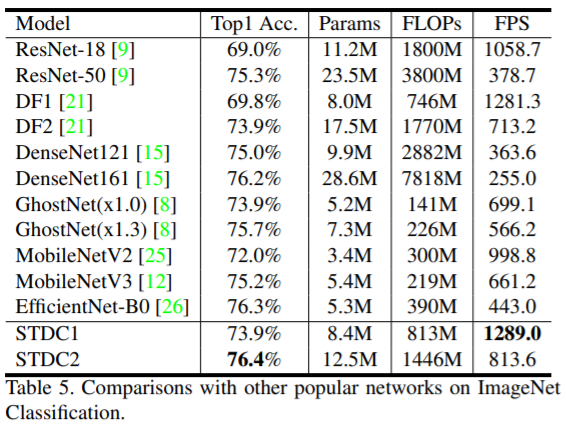 Model Top1 Acc. Params FLOPs FPS
ResNet-18 [9] 69.0% 11.2M 1800M 1058.7
ResNet-50 [9] 75.3% 23.5M 3800M 378.7
DF1 [21] 69.8% 8.0M 746M 1281.3
DF2 [21] 73.9% 17.5M 1770M 713.2
DenseNet121 [15] 75.0% 9.9M 2882M 363.6
DenseNet161 [15] 76.2% 28.6M 7818M 255.0
GhostNet(x1.0) [8] 73.9% 5.2M 141M 699.1
GhostNet(x1.3) [8] 75.7% 7.3M 226M 566.2
MobileNetV2 [25] 72.0% 3.4M 300M 998.8
MobileNetV3 [12] 75.2% 5.4M 219M 661.2
EfficientNet-B0 [26] 76.3% 5.3M 390M 443.0
STDC1 73.9% 8.4M 813M 1289.0
STDC2 76.4% 12.5M 1446M 813.6
Table 5. Comparisons with other popular networks on ImageNet
Classification.